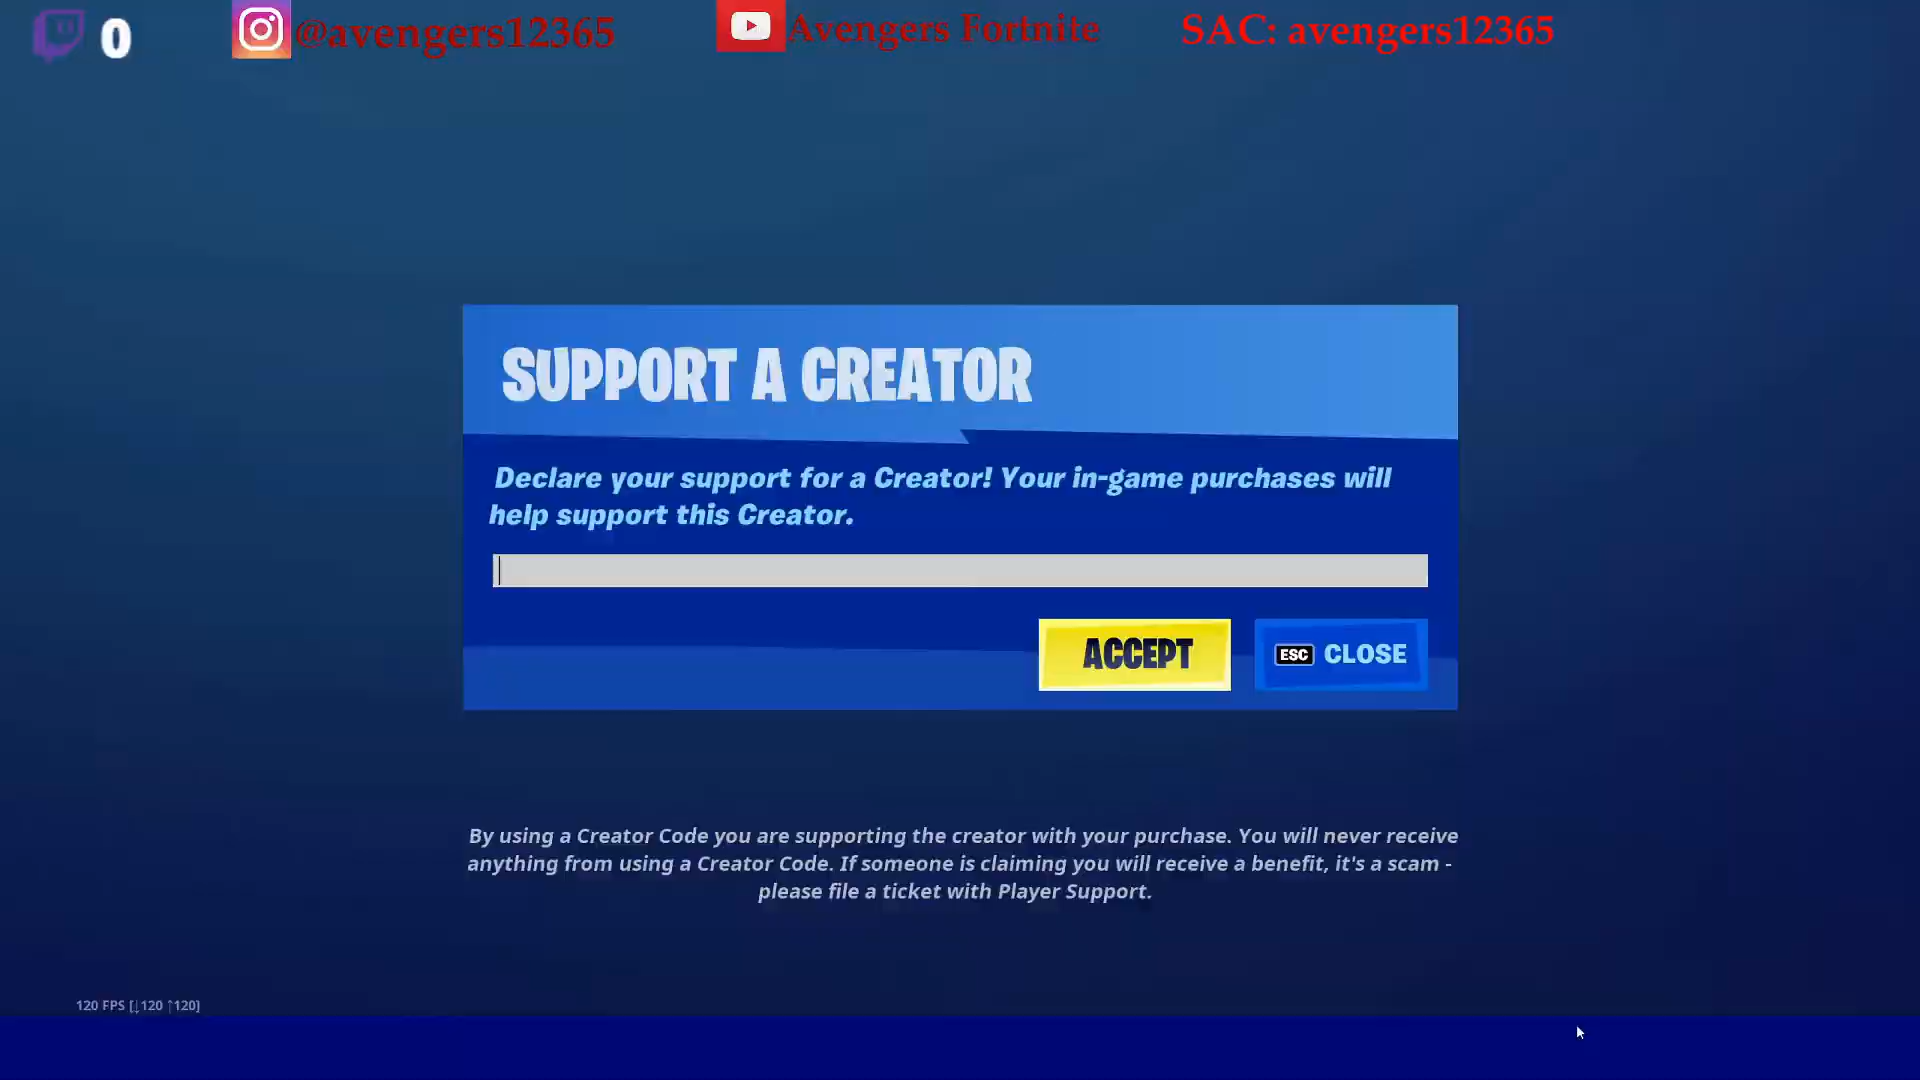 0
@avengers12365
Avengers Fortnite
SAC: avengers12365
SUPPORT A CREATOR
Declare your support for a Creator! Your in-game purchases will
help support this Creator.
ACCEPT
ESC CLOSE
By using a Creator Code you are supporting the creator with your purchase. You will never receive
anything from using a Creator Code. If someone is claiming you will receive a benefit, it's a scam -
please file a ticket with Player Support.
120 FPS [↓120 ↑120]